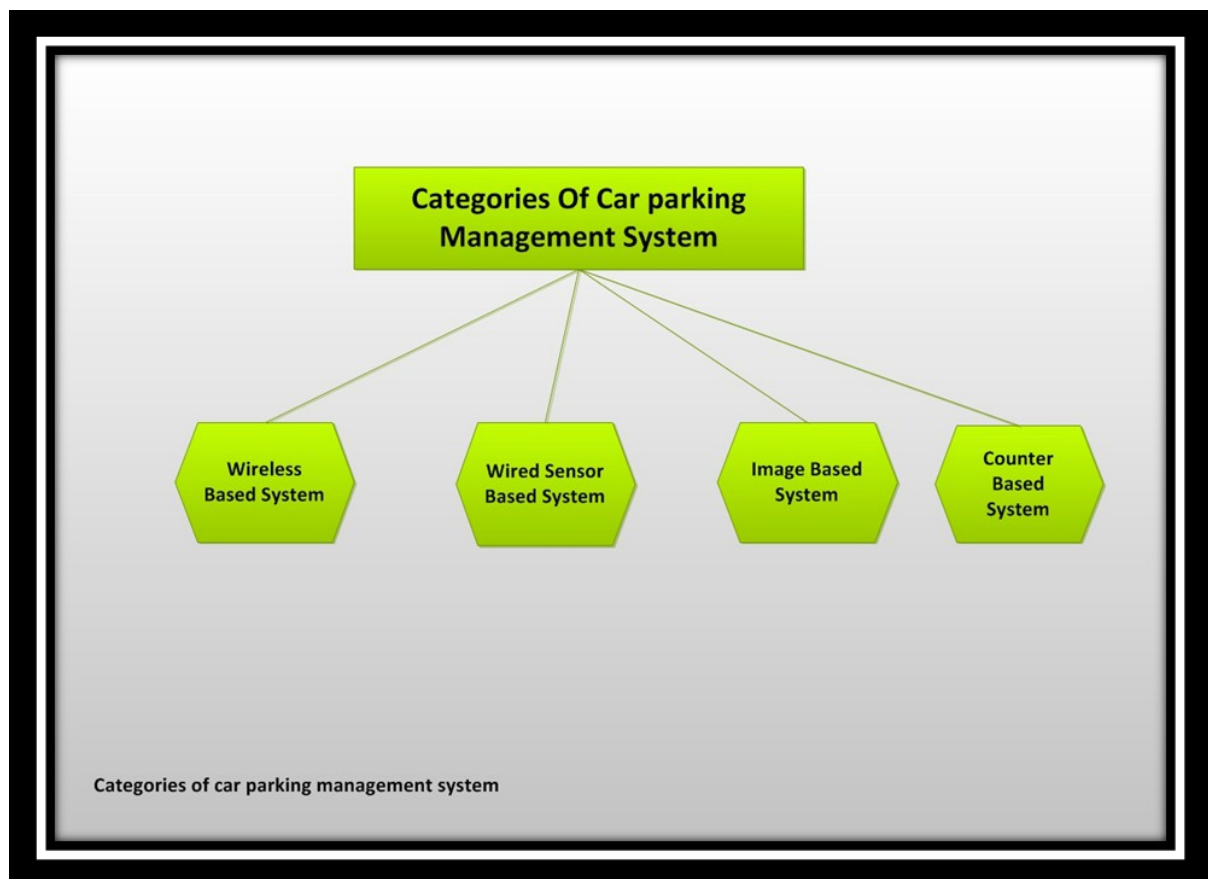 Categories Of Car parking
Management System
Wireless
Based System
Wired Sensor
Based System
Image Based
System
Counter
Based
System
Categories of car parking management system